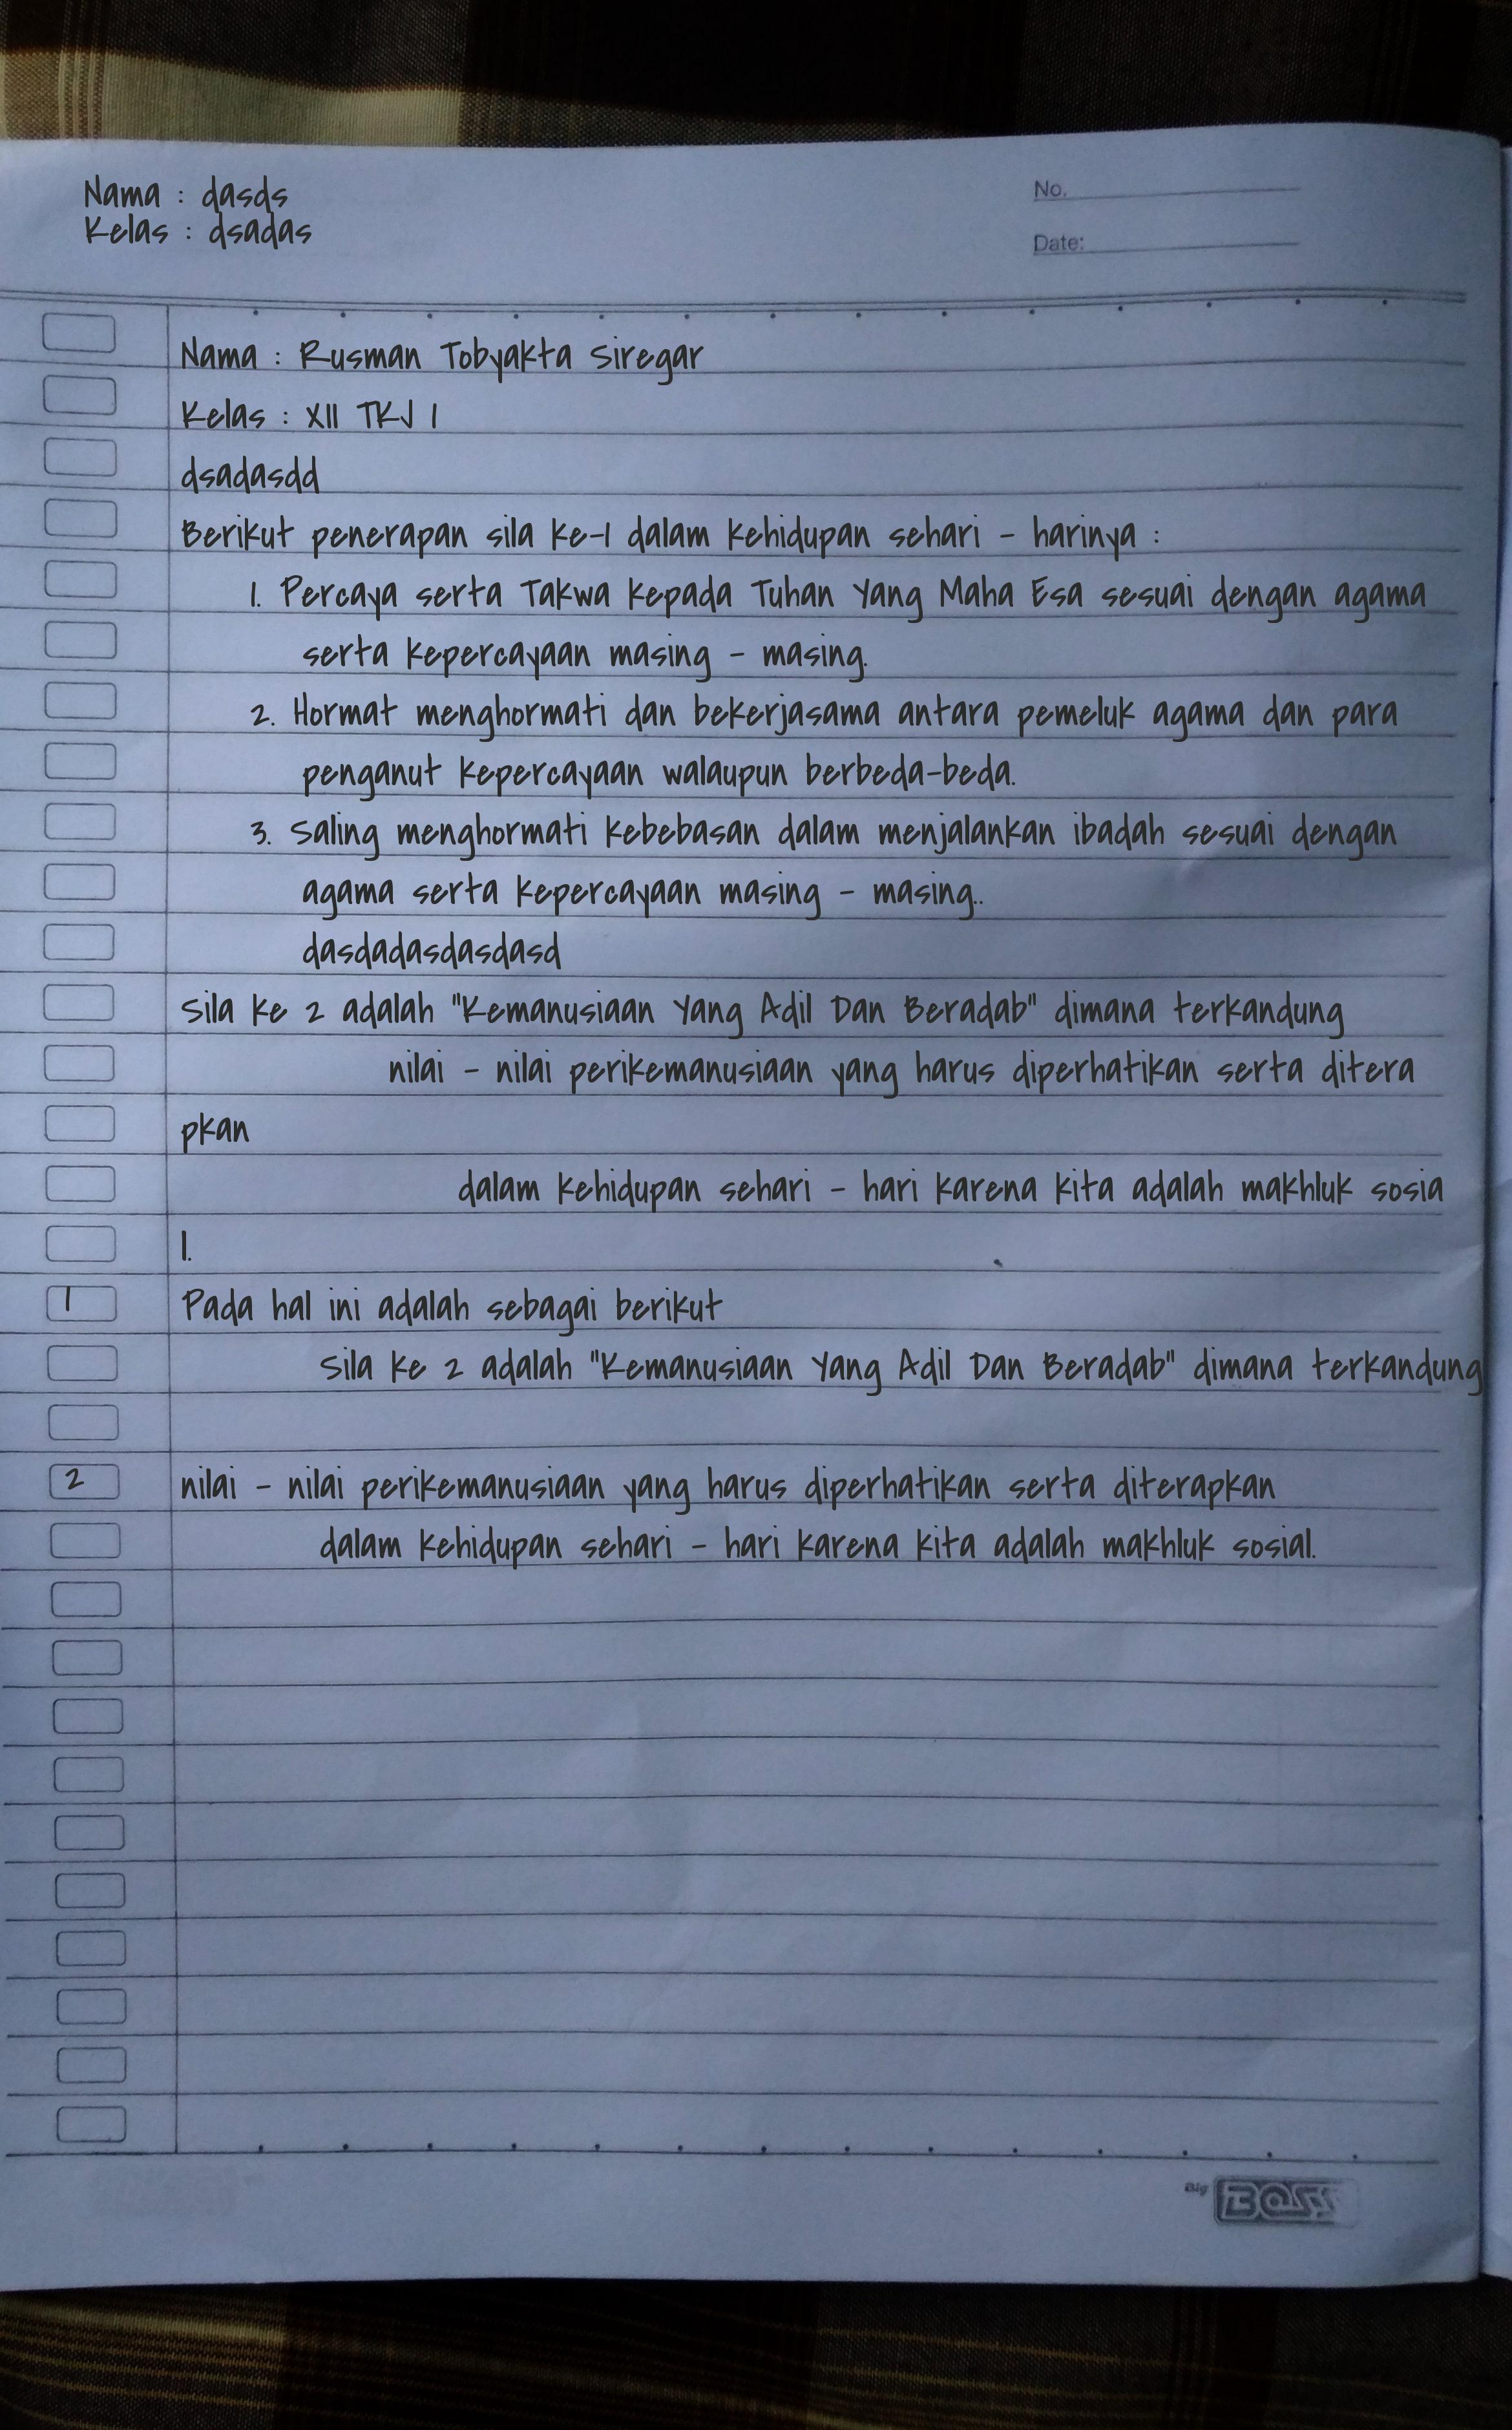 Nama : dasds
Kelas : dsadas
No.
Date:
Nama : Rusman Tobyakta Siregar
Kelas : XII TKJ 1
dsadasdd
Berikut penerapan sila ke-1 dalam kehidupan sehari - harinya :
1. Percaya serta Takwa kepada Tuhan Yang Maha Esa sesuai dengan agama
serta kepercayaan masing - masing.
2. Hormat menghormati dan bekerjasama antara pemeluk agama dan para
penganut kepercayaan walaupun berbeda-beda.
3. Saling menghormati kebebasan dalam menjalankan ibadah sesuai dengan
agama serta kepercayaan masing - masing..
dasdadasdasdasd
Sila ke 2 adalah "Kemanusiaan Yang Adil Dan Beradab" dimana terkandung
nilai - nilai perikemanusiaan yang harus diperhatikan serta ditera
pkan
dalam kehidupan sehari - hari karena kita adalah makhluk sosia
l.
1 Pada hal ini adalah sebagai berikut
Sila ke 2 adalah "Kemanusiaan Yang Adil Dan Beradab" dimana terkandung
2 nilai - nilai perikemanusiaan yang harus diperhatikan serta diterapkan
dalam kehidupan sehari - hari karena kita adalah makhluk sosial.
Big BOSS